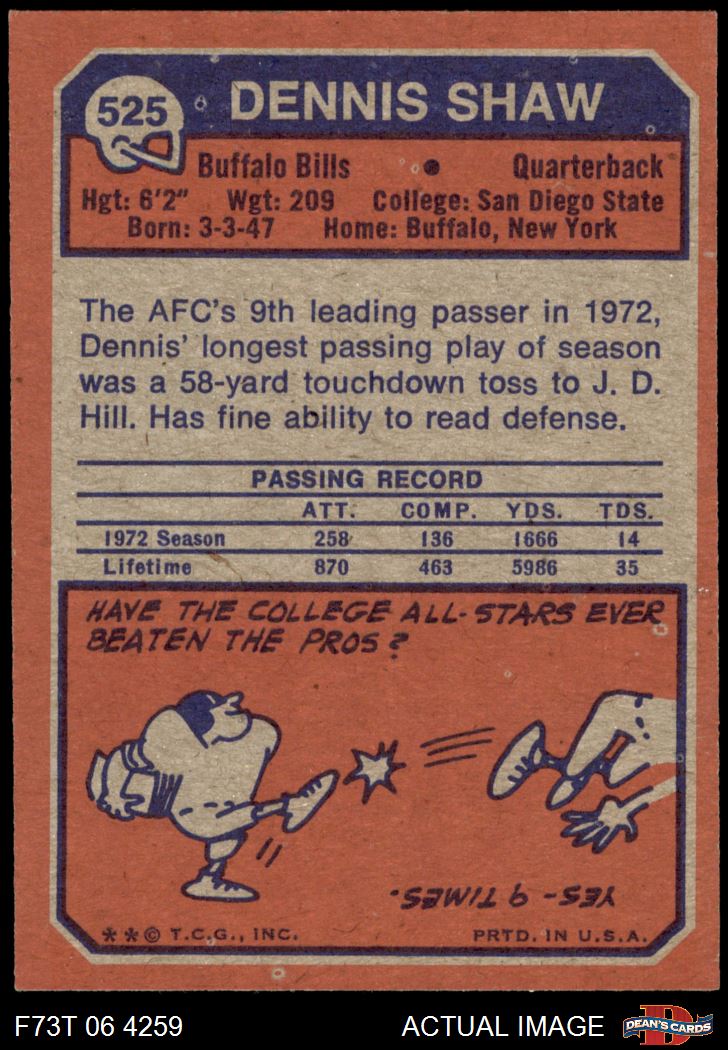 525
DENNIS SHAW
Buffalo Bills • Quarterback
Hgt: 6'2" Wgt: 209 College: San Diego State
Born: 3-3-47 Home: Buffalo, New York
The AFC's 9th leading passer in 1972,
Dennis' longest passing play of season
was a 58-yard touchdown toss to J. D.
Hill. Has fine ability to read defense.
PASSING RECORD
ATT. COMP. YDS. TDS.
1972 Season 258 136 1666 14
Lifetime 870 463 5986 35
HAVE THE COLLEGE ALL-STARS EVER
BEATEN THE PROS?
YES - 9 TIMES.
**© T.C.G., INC. PRTD. IN U.S.A.
F73T 06 4259 ACTUAL IMAGE
D
DEAN'S CARDS